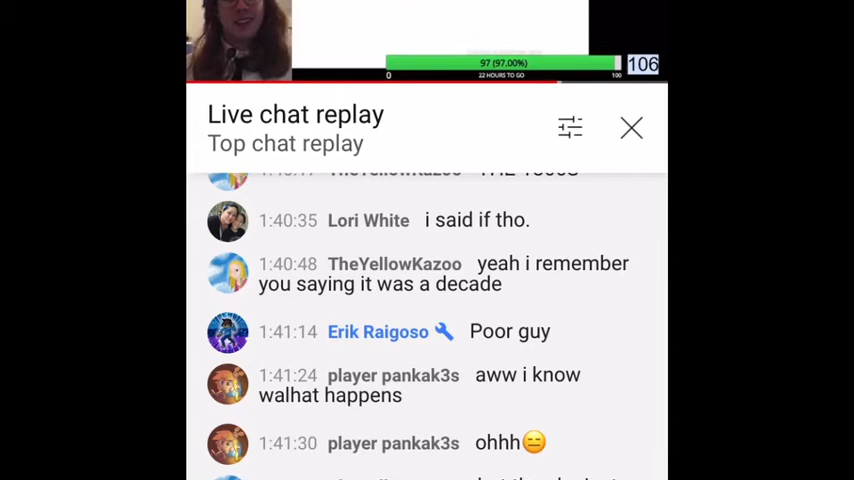 97 (97.00%)
106
0
22 HOURS TO GO
100
Live chat replay
Top chat replay
TheYellowKazoo
1:40:35 Lori White i said if tho.
1:40:48 TheYellowKazoo yeah i remember
you saying it was a decade
1:41:14 Erik Raigoso Poor guy
1:41:24 player pankak3s aww i know
walhat happens
1:41:30 player pankak3s ohhh😑